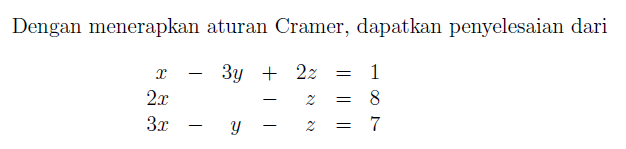 Dengan menerapkan aturan Cramer, dapatkan penyelesaian dari
x − 3y + 2z = 1
2x − z = 8
3x − y − z = 7